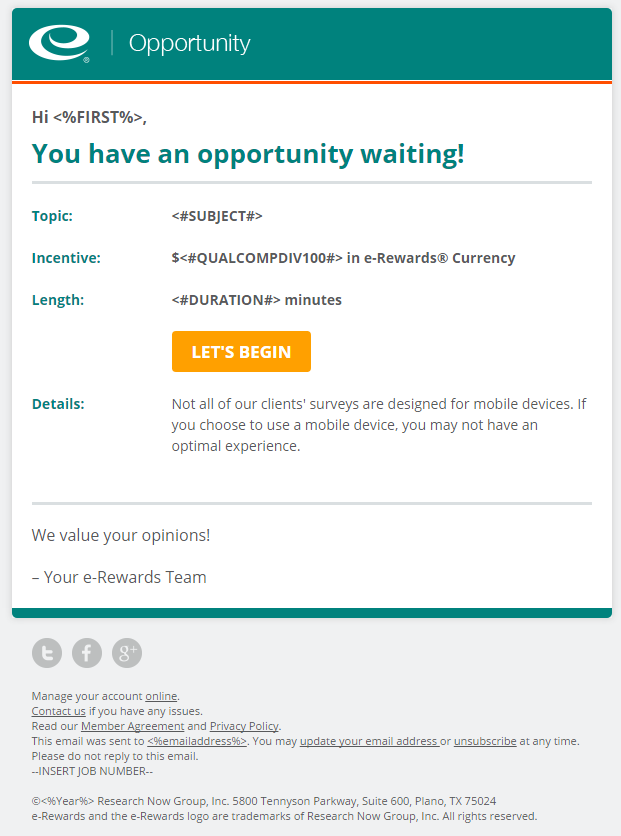 Opportunity
Hi <%FIRST%>,
You have an opportunity waiting!
Topic: <#SUBJECT#>
Incentive: $<#QUALCOMPDIV100#> in e-Rewards® Currency
Length: <#DURATION#> minutes
LET'S BEGIN
Details: Not all of our clients' surveys are designed for mobile devices. If
you choose to use a mobile device, you may not have an
optimal experience.
We value your opinions!
– Your e-Rewards Team
Manage your account online.
Contact us if you have any issues.
Read our Member Agreement and Privacy Policy.
This email was sent to <%emailaddress%>. You may update your email address or unsubscribe at any time.
Please do not reply to this email.
--INSERT JOB NUMBER--
©<%Year%> Research Now Group, Inc. 5800 Tennyson Parkway, Suite 600, Plano, TX 75024
e-Rewards and the e-Rewards logo are trademarks of Research Now Group, Inc. All rights reserved.